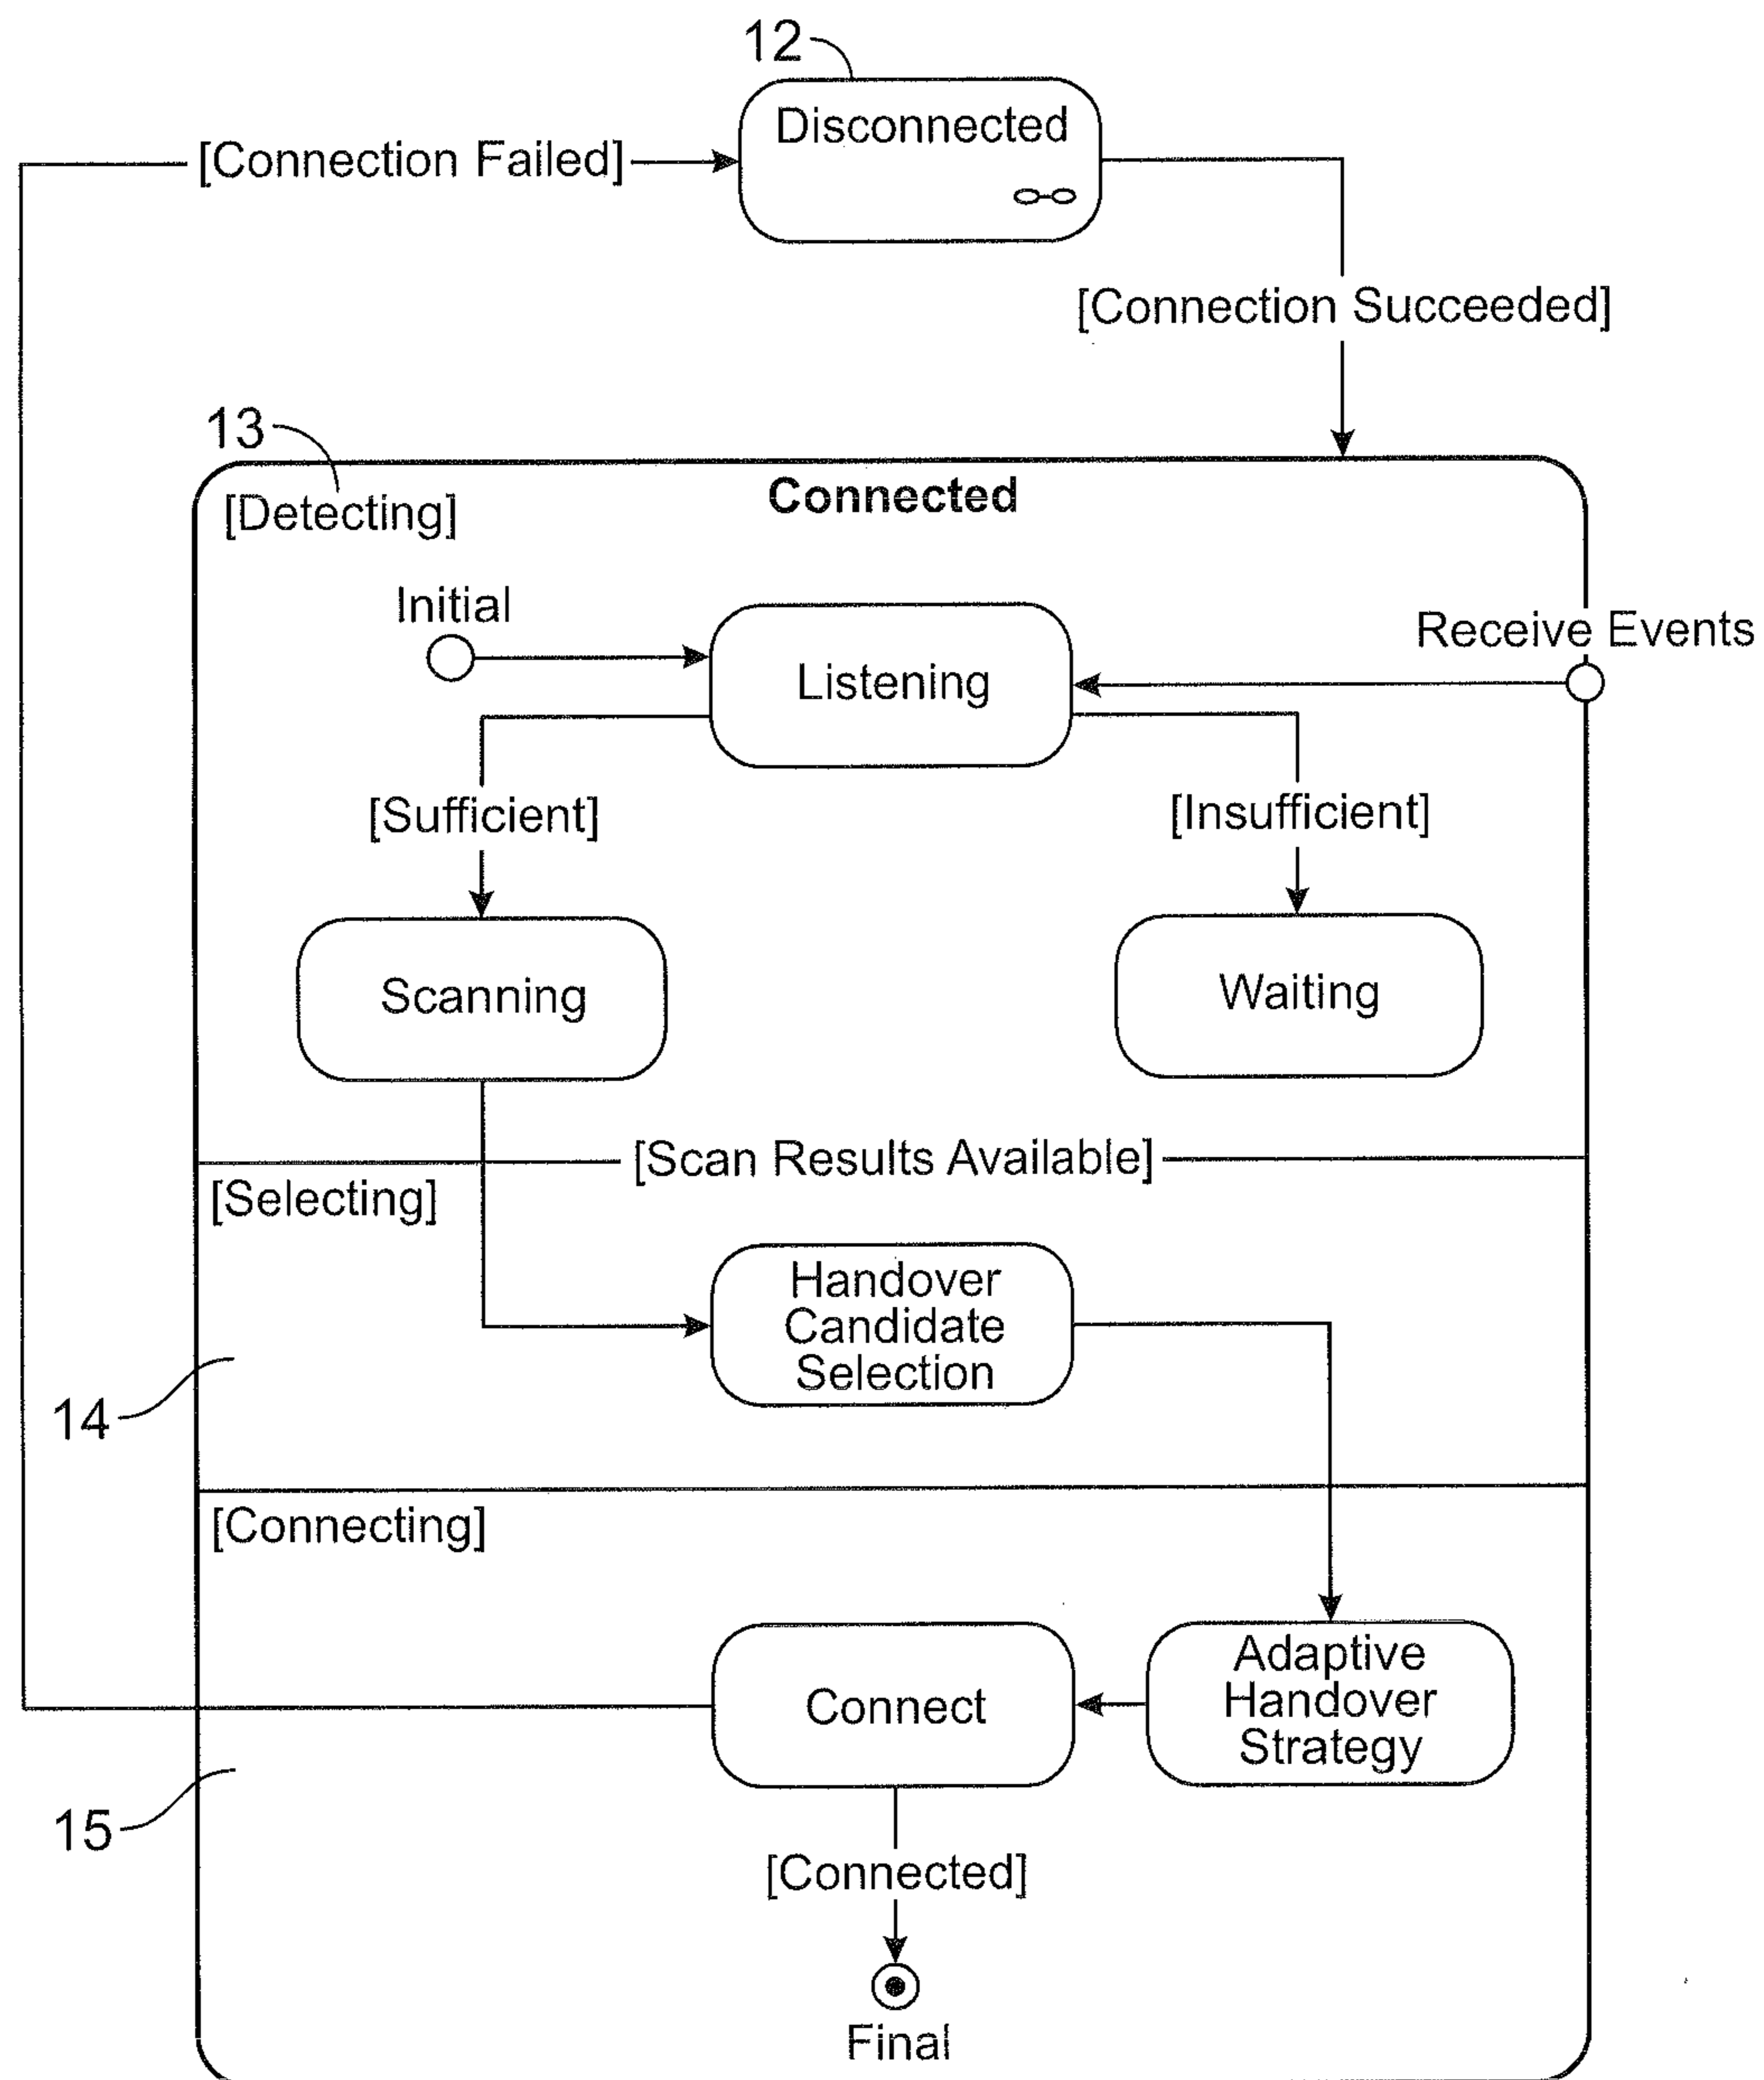 12
Disconnected
[Connection Failed]
[Connection Succeeded]
13
[Detecting]
Connected
Initial
Receive Events
Listening
[Sufficient]
[Insufficient]
Scanning
Waiting
[Scan Results Available]
[Selecting]
Handover
Candidate
Selection
14
[Connecting]
Adaptive
Handover
Strategy
Connect
15
[Connected]
Final